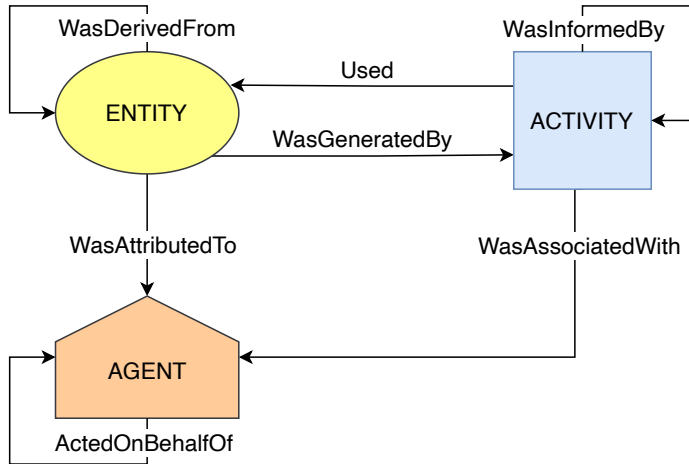 WasDerivedFrom
WasInformedBy
Used
ENTITY
ACTIVITY
WasGeneratedBy
WasAttributedTo
WasAssociatedWith
AGENT
ActedOnBehalfOf